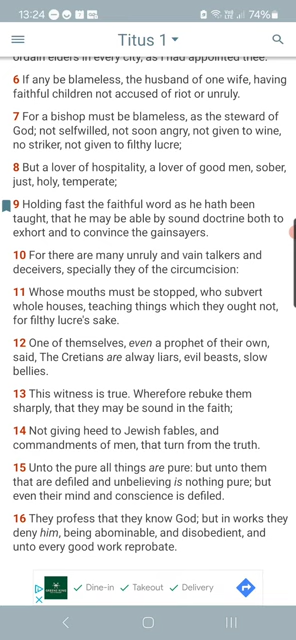 13:24
74%
Titus 1
ordain elders in every city, as I had appointed thee:
6 If any be blameless, the husband of one wife, having
faithful children not accused of riot or unruly.
7 For a bishop must be blameless, as the steward of
God; not selfwilled, not soon angry, not given to wine,
no striker, not given to filthy lucre;
8 But a lover of hospitality, a lover of good men, sober,
just, holy, temperate;
9 Holding fast the faithful word as he hath been
taught, that he may be able by sound doctrine both to
exhort and to convince the gainsayers.
10 For there are many unruly and vain talkers and
deceivers, specially they of the circumcision:
11 Whose mouths must be stopped, who subvert
whole houses, teaching things which they ought not,
for filthy lucre's sake.
12 One of themselves, even a prophet of their own,
said, The Cretians are alway liars, evil beasts, slow
bellies.
13 This witness is true. Wherefore rebuke them
sharply, that they may be sound in the faith;
14 Not giving heed to Jewish fables, and
commandments of men, that turn from the truth.
15 Unto the pure all things are pure: but unto them
that are defiled and unbelieving is nothing pure; but
even their mind and conscience is defiled.
16 They profess that they know God; but in works they
deny him, being abominable, and disobedient, and
unto every good work reprobate.
Dine-in Takeout Delivery